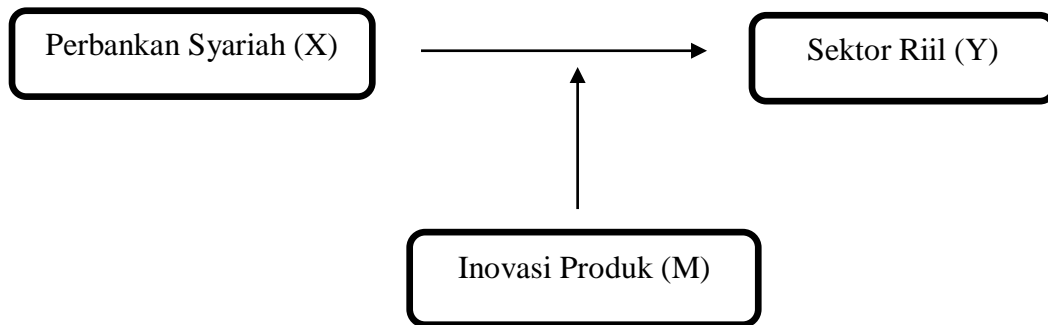 Perbankan Syariah (X)
Sektor Riil (Y)
Inovasi Produk (M)